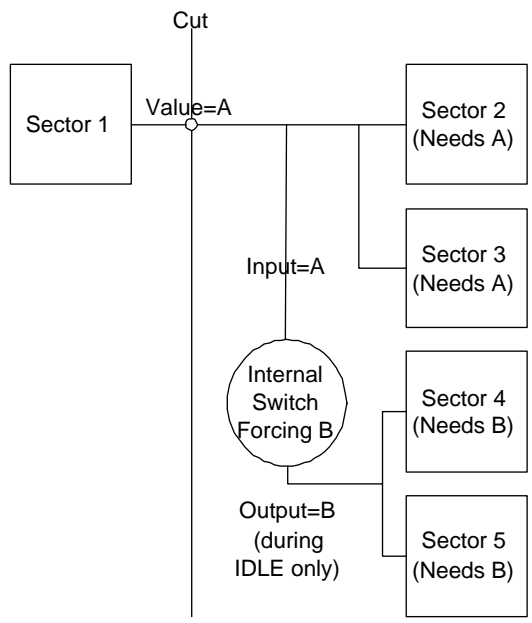 Cut
Value=A
Sector 1
Sector 2
(Needs A)
Sector 3
(Needs A)
Input=A
Internal
Switch
Forcing B
Sector 4
(Needs B)
Output=B
(during
IDLE only)
Sector 5
(Needs B)